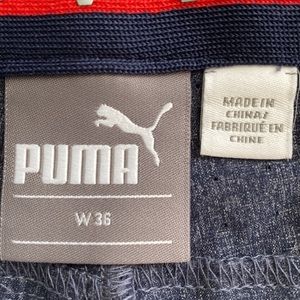 PUMA
W 36
MADE IN
CHINA/
FABRIQUÉ EN
CHINE